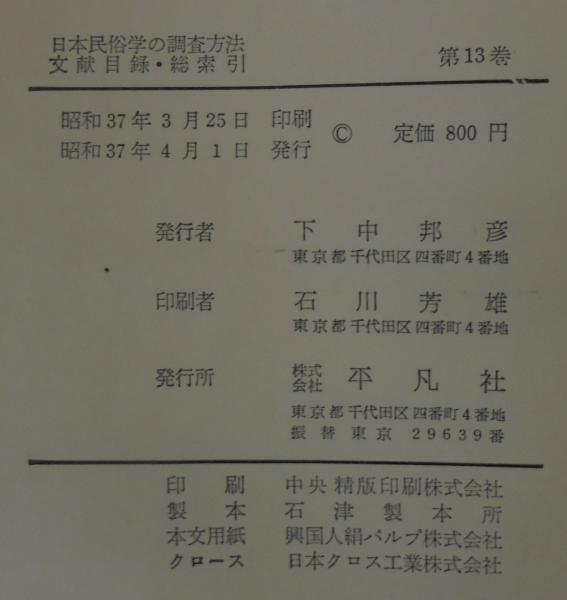 日本民俗学の調査方法
文献目録・総索引
第13巻
昭和37年3月25日 印刷
昭和37年4月1日 発行
© 定価 800 円
発行者 下中邦彦
東京都千代田区四番町4番地
印刷者 石川芳雄
東京都千代田区四番町4番地
発行所 株式会社 平凡社
東京都千代田区四番町4番地
振替東京 29639番
印刷 中央精版印刷株式会社
製本 石津製本所
本文用紙 興国人絹パルプ株式会社
クロース 日本クロス工業株式会社